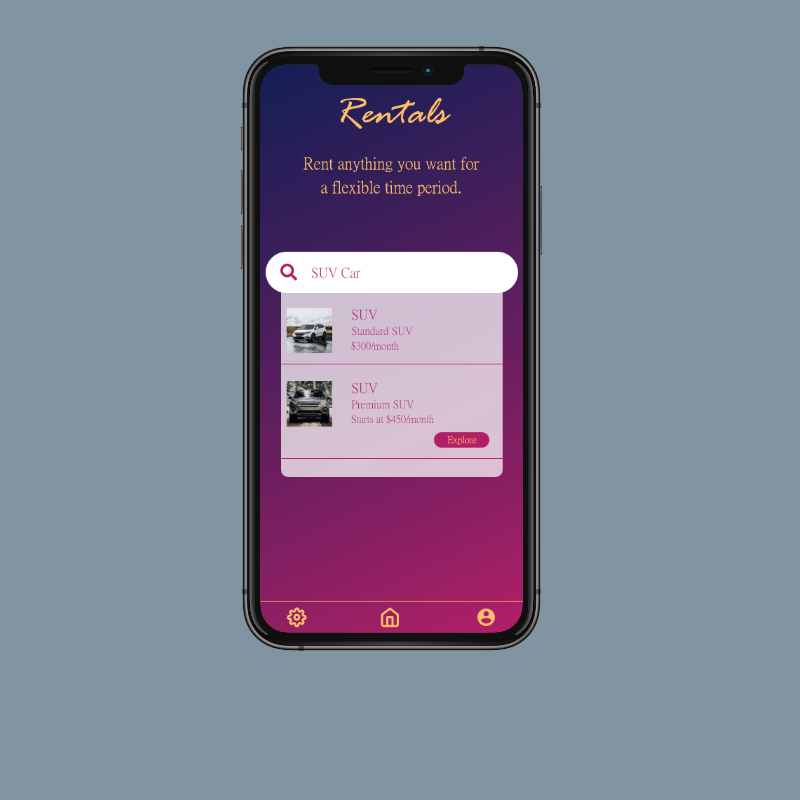 Rentals
Rent anything you want for
a flexible time period.
SUV Car
SUV
Standard SUV
$300/month
SUV
Premium SUV
Starts at $450/month
Explore